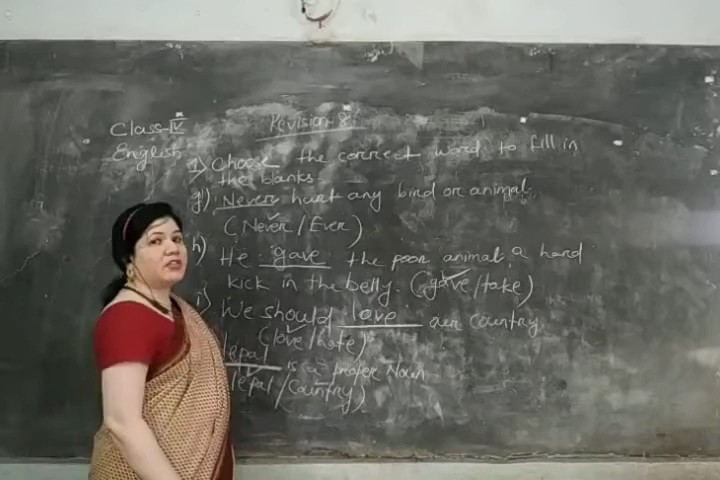 Class-IV
English
Revision-8
1) Choose the correct word to fill in
the blanks.
g) Never hurt any bird or animal.
(Never/Ever)
h) He gave the poor animal, a hard
kick in the belly. (gave/take)
i) We should love our country.
(love/hate)
epal is a proper Noun
epal/Country)